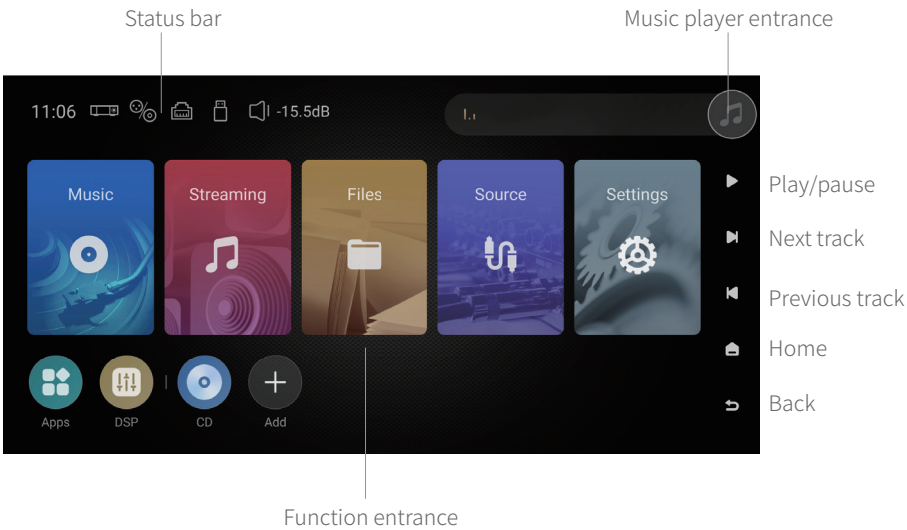 Status bar
Music player entrance
11:06
-15.5dB
Music
Streaming
Files
Source
Settings
Play/pause
Next track
Previous track
Home
Back
Apps
DSP
CD
Add
Function entrance